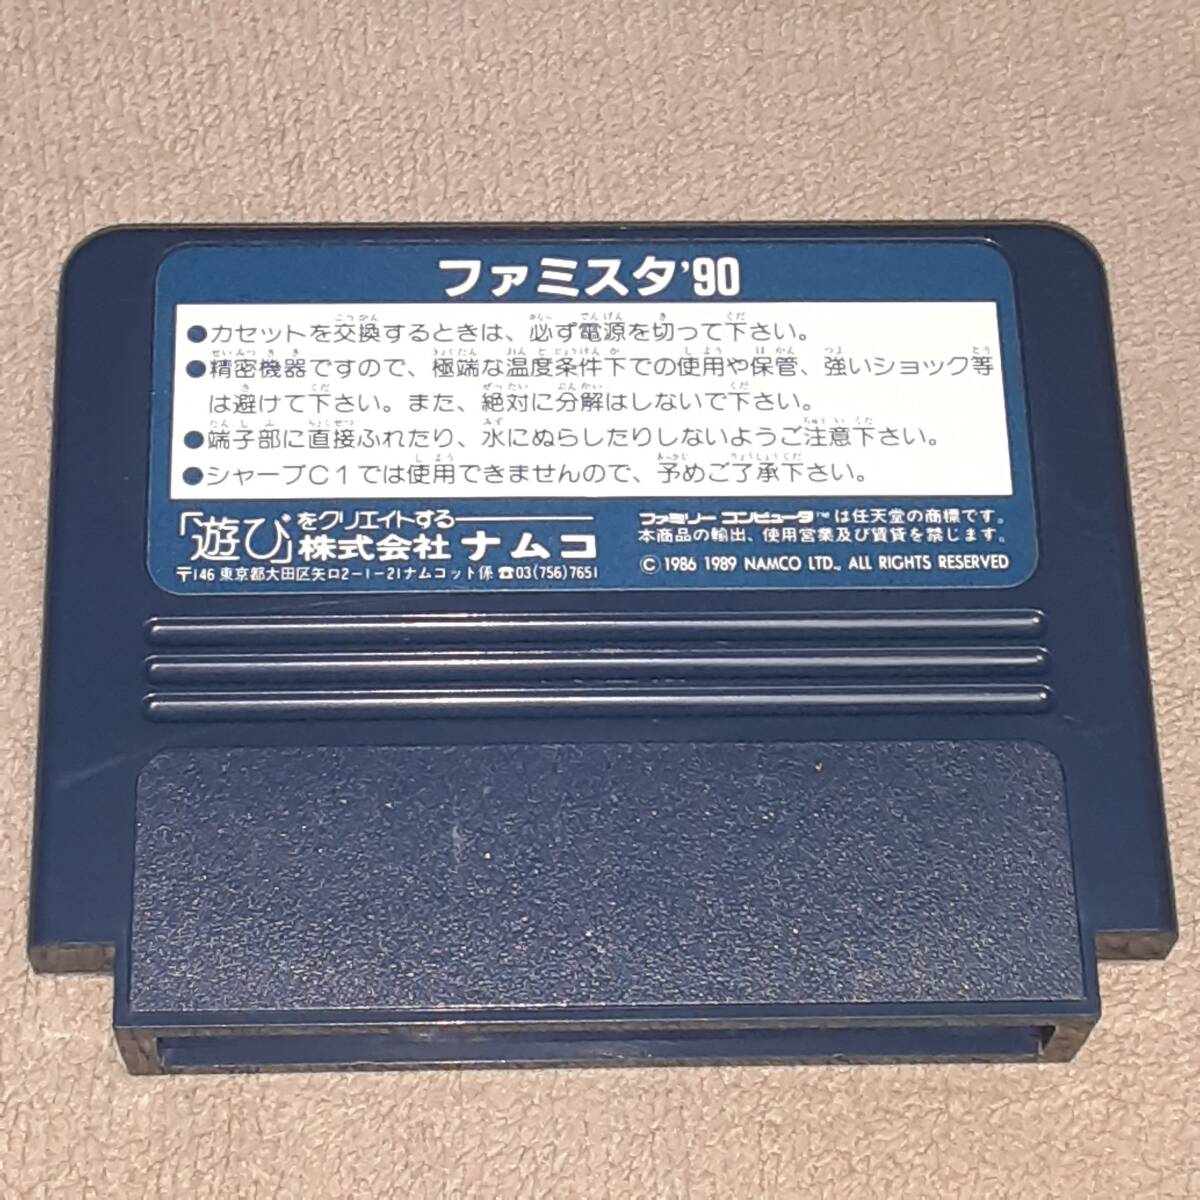 ファミスタ'90
●カセットを交換するときは、必ず電源を切って下さい。
●精密機器ですので、極端な温度条件下での使用や保管、強いショック等
は避けて下さい。また、絶対に分解はしないで下さい。
●端子部に直接ふれたり、水にぬらしたりしないようご注意下さい。
●シャープC1では使用できませんので、予めご了承下さい。
「遊び」をクリエイトする
株式会社ナムコ
〒146 東京都大田区矢口2-1-21ナムコット係 ☎03(756)7651
ファミリーコンピュータ™は任天堂の商標です。
本商品の輸出、使用営業及び賃貸を禁じます。
© 1986 1989 NAMCO LTD., ALL RIGHTS RESERVED